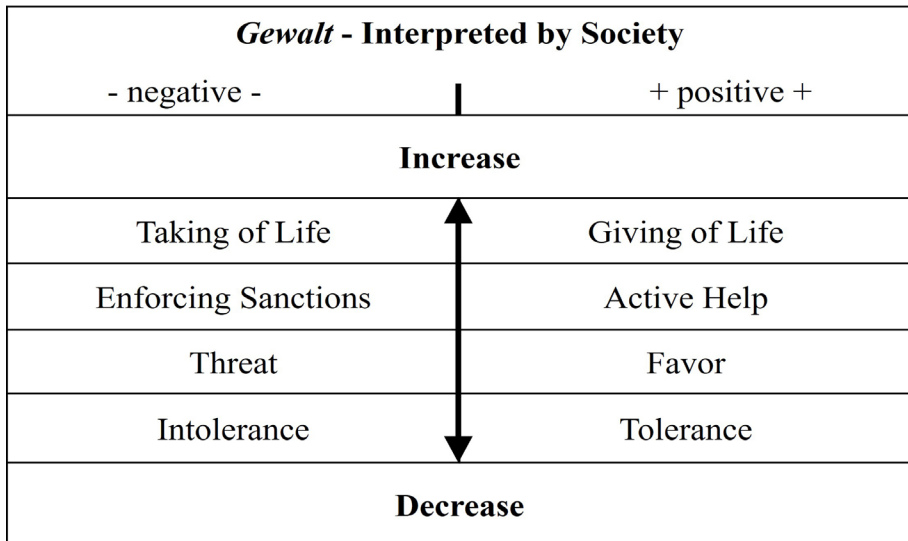 Gewalt - Interpreted by Society
- negative - + positive +
Increase
Taking of Life Giving of Life
Enforcing Sanctions Active Help
Threat Favor
Intolerance Tolerance
Decrease